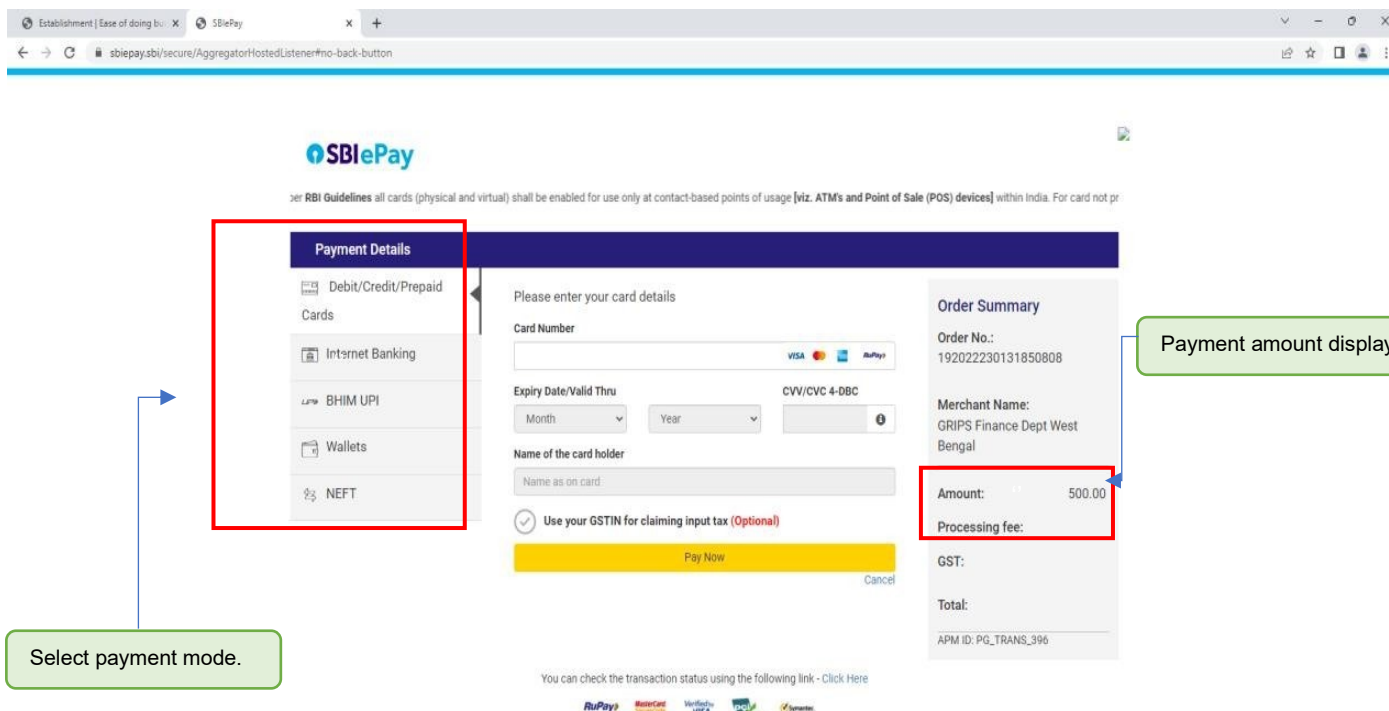 Establishment | Ease of doing bu
SBIePay
sbiepay.sbi/secure/AggregatorHostedListener#no-back-button
SBI ePay
per RBI Guidelines all cards (physical and virtual) shall be enabled for use only at contact-based points of usage [viz. ATM's and Point of Sale (POS) devices] within India. For card not pr
Payment Details
Debit/Credit/Prepaid
Cards
Internet Banking
BHIM UPI
Wallets
NEFT
Please enter your card details
Card Number
VISA RuPay
Expiry Date/Valid Thru CVV/CVC 4-DBC
Month Year
Name of the card holder
Name as on card
Use your GSTIN for claiming input tax (Optional)
Pay Now
Cancel
Order Summary
Order No.:
192022230131850808
Merchant Name:
GRIPS Finance Dept West
Bengal
Amount: 500.00
Processing fee:
GST:
Total:
APM ID: PG_TRANS_396
Payment amount display
Select payment mode.
You can check the transaction status using the following link - Click Here
RuPay MasterCard Verified by VISA Symantec